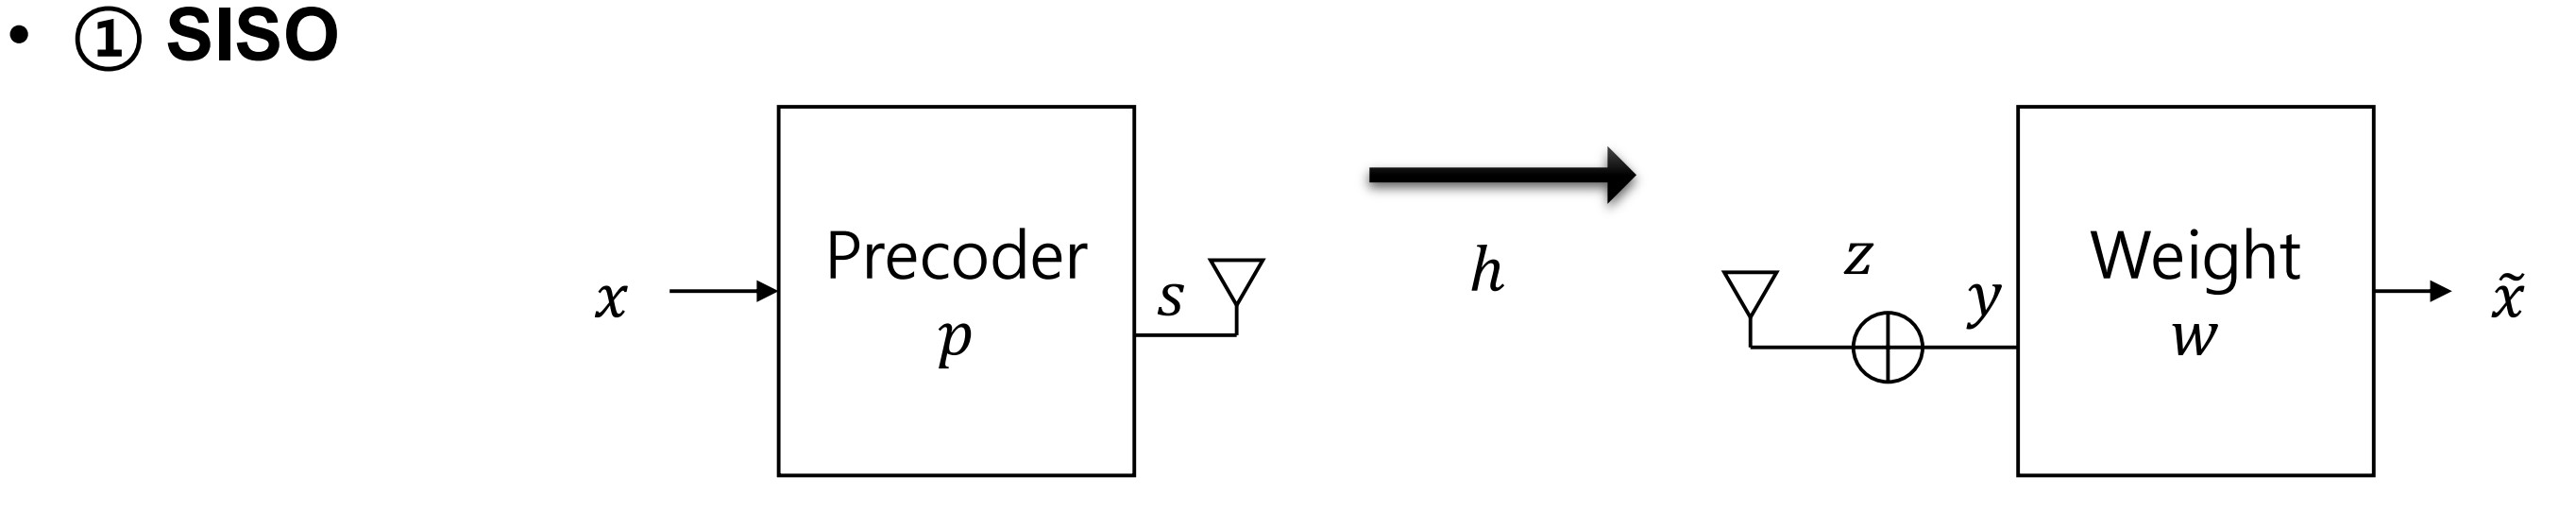 • ① SISO
x
Precoder
p
s
h
z
y
Weight
w
x̃